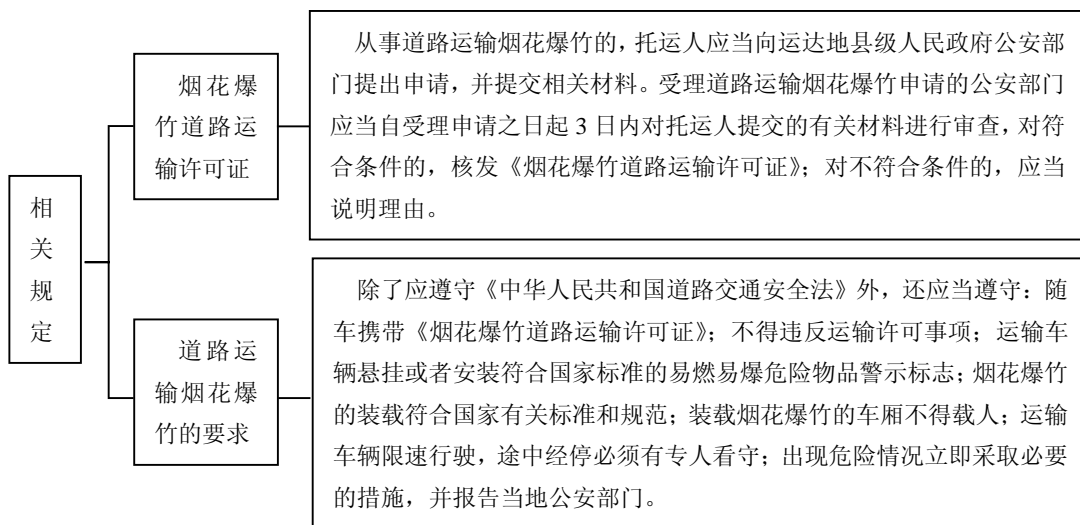 相
关
规
定
烟花爆
竹道路运
输许可证
从事道路运输烟花爆竹的，托运人应当向运达地县级人民政府公安部
门提出申请，并提交相关材料。受理道路运输烟花爆竹申请的公安部门
应当自受理申请之日起 3 日内对托运人提交的有关材料进行审查，对符
合条件的，核发《烟花爆竹道路运输许可证》；对不符合条件的，应当
说明理由。
道路运
输烟花爆
竹的要求
除了应遵守《中华人民共和国道路交通安全法》外，还应当遵守：随
车携带《烟花爆竹道路运输许可证》；不得违反运输许可事项；运输车
辆悬挂或者安装符合国家标准的易燃易爆危险物品警示标志；烟花爆竹
的装载符合国家有关标准和规范；装载烟花爆竹的车厢不得载人；运输
车辆限速行驶，途中经停必须有专人看守；出现危险情况立即采取必要
的措施，并报告当地公安部门。